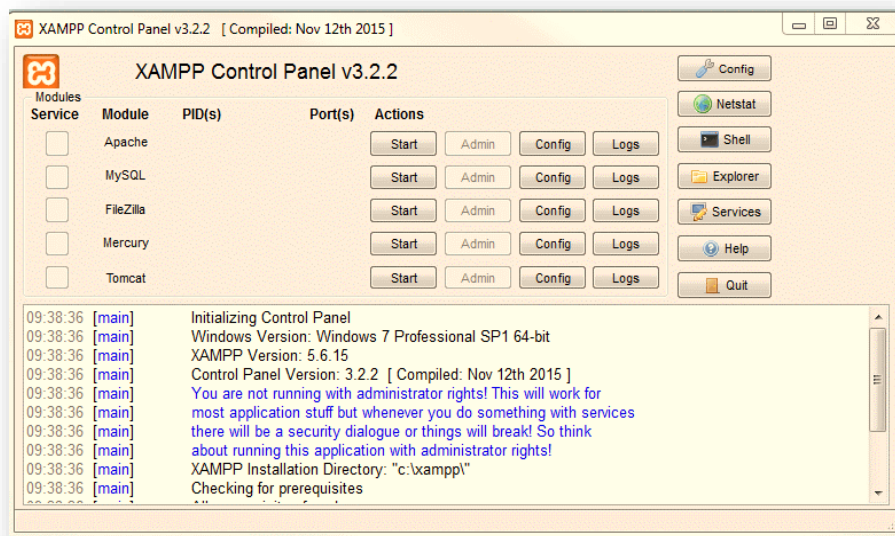 XAMPP Control Panel v3.2.2 [ Compiled: Nov 12th 2015 ]
XAMPP Control Panel v3.2.2
Config
Modules
Service Module PID(s) Port(s) Actions
Netstat
Apache Start Admin Config Logs
Shell
MySQL Start Admin Config Logs
Explorer
FileZilla Start Admin Config Logs
Services
Mercury Start Admin Config Logs
Help
Tomcat Start Admin Config Logs
Quit
09:38:36 [main] Initializing Control Panel
09:38:36 [main] Windows Version: Windows 7 Professional SP1 64-bit
09:38:36 [main] XAMPP Version: 5.6.15
09:38:36 [main] Control Panel Version: 3.2.2 [ Compiled: Nov 12th 2015 ]
09:38:36 [main] You are not running with administrator rights! This will work for
09:38:36 [main] most application stuff but whenever you do something with services
09:38:36 [main] there will be a security dialogue or things will break! So think
09:38:36 [main] about running this application with administrator rights!
09:38:36 [main] XAMPP Installation Directory: "c:\xampp\"
09:38:36 [main] Checking for prerequisites